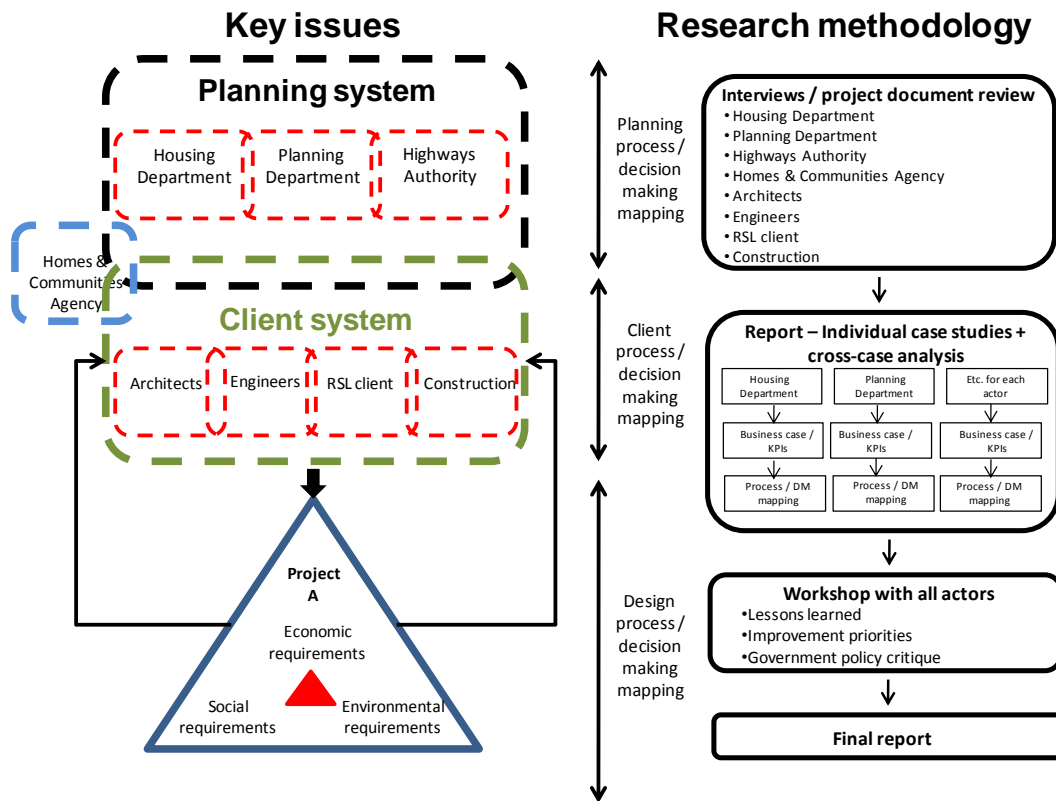 Key issues
Planning system
Housing
Department
Planning
Department
Highways
Authority
Homes &
Communities
Agency
Client system
Architects
Engineers
RSL client
Construction
Project
A
Economic
requirements
Social
requirements
Environmental
requirements
Planning
process /
decision
making
mapping
Client
process /
decision
making
mapping
Design
process /
decision
making
mapping
Research methodology
Interviews / project document review
• Housing Department
• Planning Department
• Highways Authority
• Homes & Communities Agency
• Architects
• Engineers
• RSL client
• Construction
Report – Individual case studies +
cross-case analysis
Housing
Department
Planning
Department
Etc. for each
actor
Business case /
KPIs
Business case /
KPIs
Business case /
KPIs
Process / DM
mapping
Process / DM
mapping
Process / DM
mapping
Workshop with all actors
•Lessons learned
•Improvement priorities
•Government policy critique
Final report